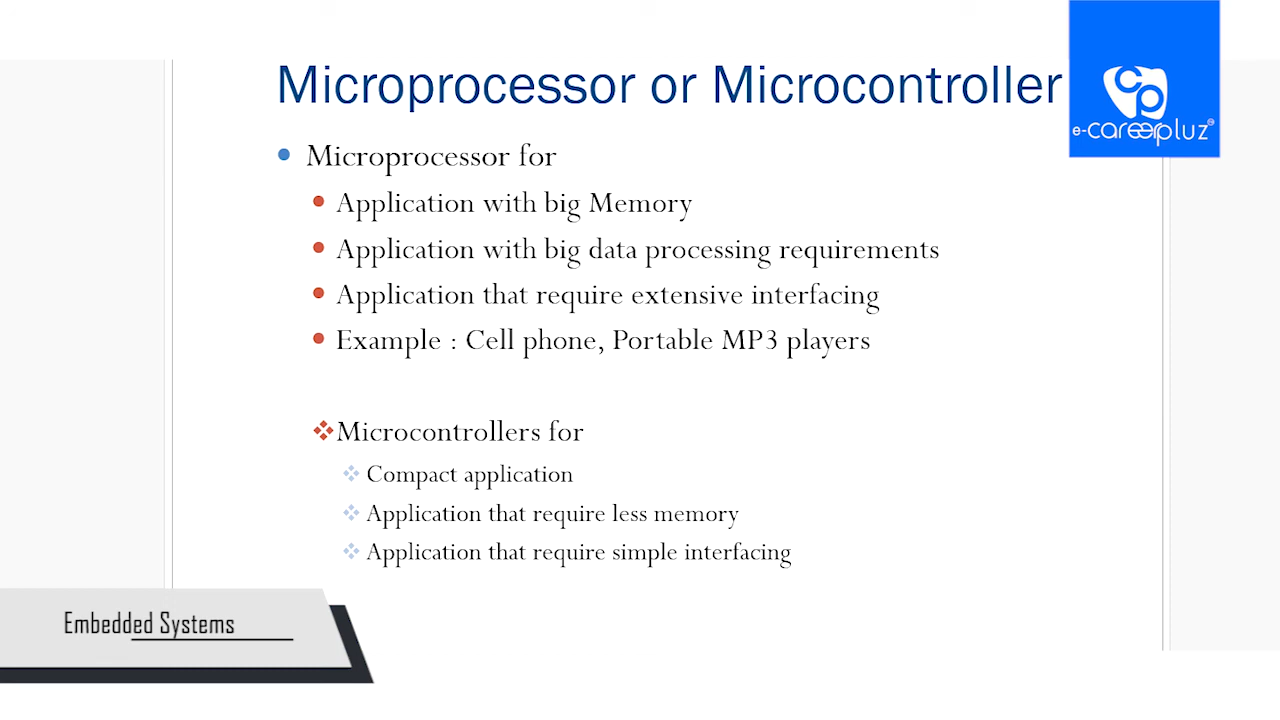 Microprocessor or Microcontroller
e-careerpluz
Microprocessor for
Application with big Memory
Application with big data processing requirements
Application that require extensive interfacing
Example : Cell phone, Portable MP3 players
Microcontrollers for
Compact application
Application that require less memory
Application that require simple interfacing
Embedded Systems